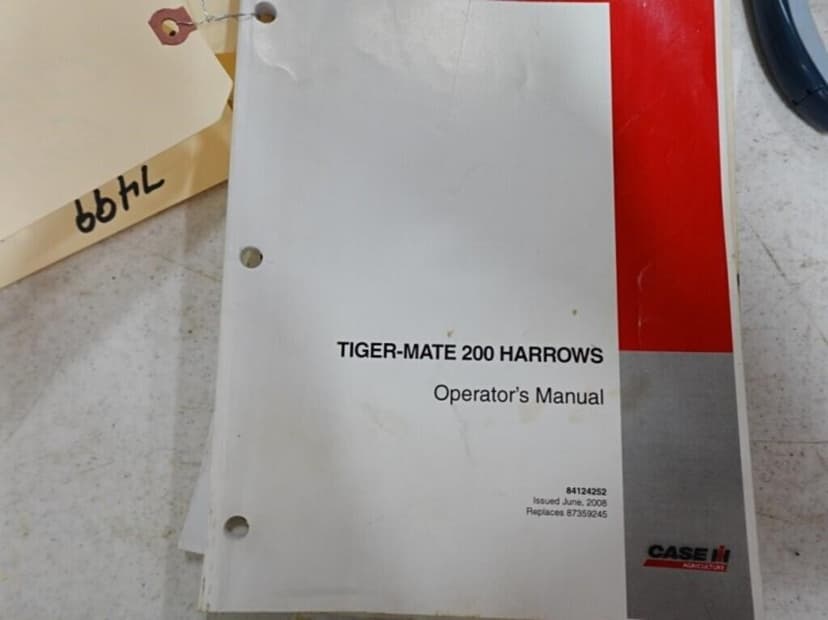 7499
TIGER-MATE 200 HARROWS
Operator's Manual
84124252
Issued June, 2008
Replaces 87359245
CASE IH
AGRICULTURE